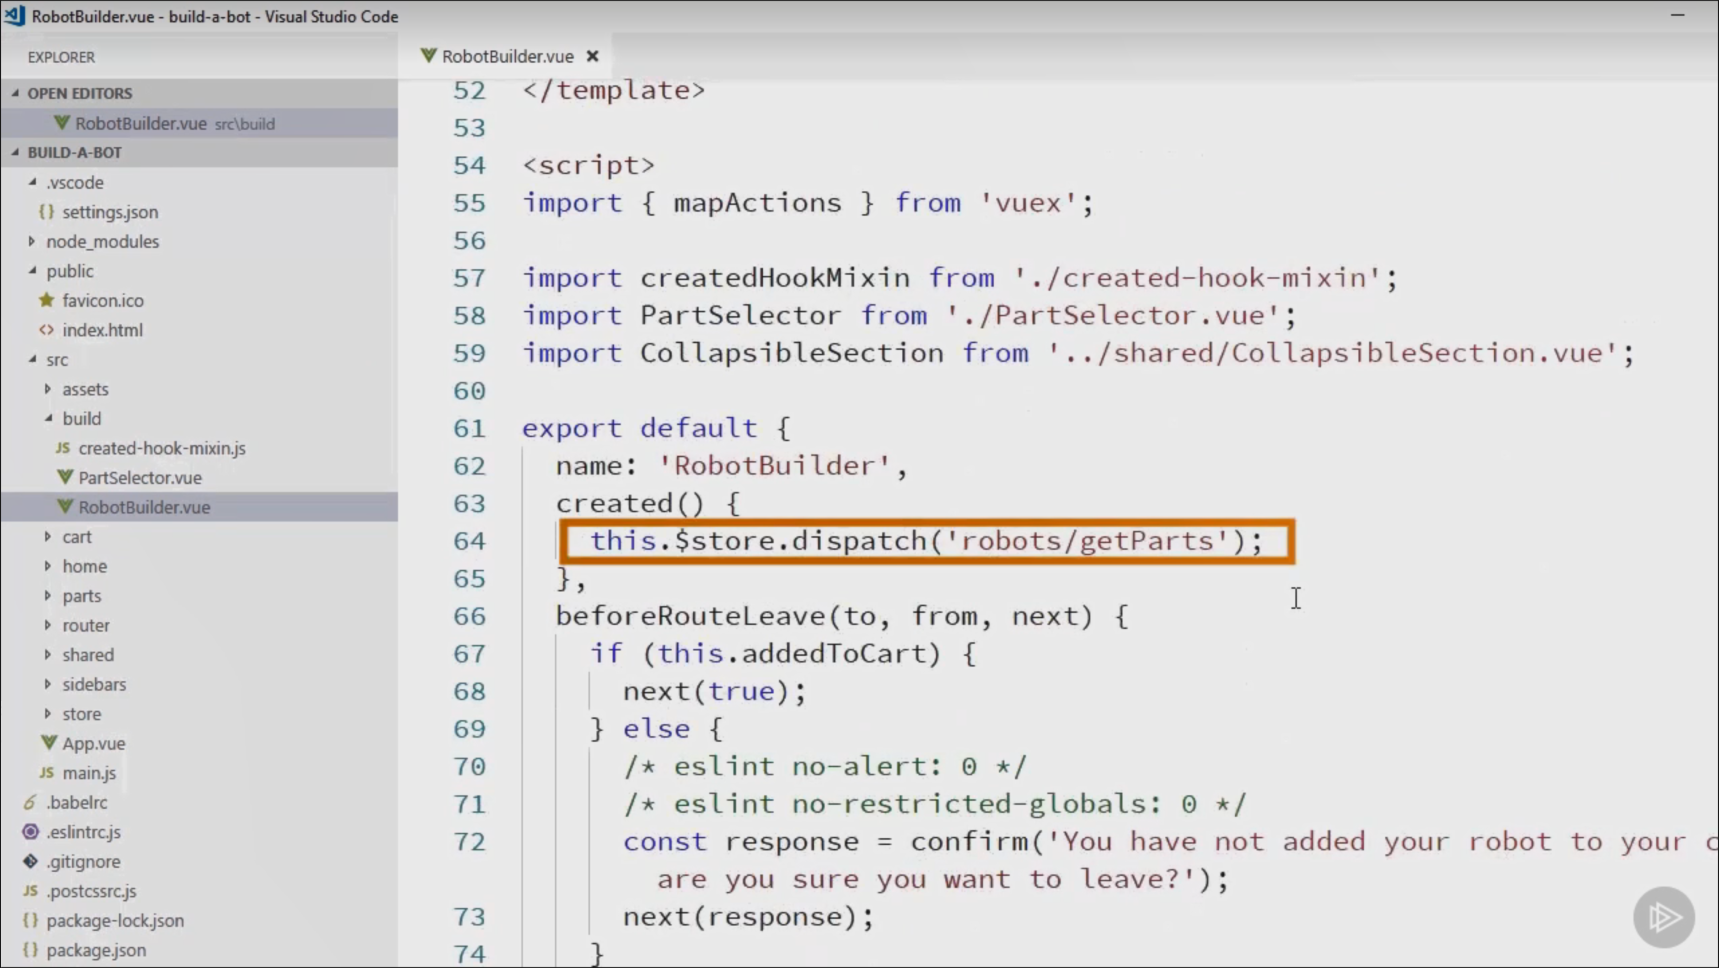 RobotBuilder.vue - build-a-bot - Visual Studio Code
EXPLORER
OPEN EDITORS
RobotBuilder.vue src\build
BUILD-A-BOT
.vscode
{} settings.json
node_modules
public
favicon.ico
<> index.html
src
assets
build
JS created-hook-mixin.js
PartSelector.vue
RobotBuilder.vue
cart
home
parts
router
shared
sidebars
store
App.vue
JS main.js
6 .babelrc
.eslintrc.js
.gitignore
JS .postcssrc.js
{} package-lock.json
{} package.json
RobotBuilder.vue ×
52 </template>
53
54 <script>
55 import { mapActions } from 'vuex';
56
57 import createdHookMixin from './created-hook-mixin';
58 import PartSelector from './PartSelector.vue';
59 import CollapsibleSection from '../shared/CollapsibleSection.vue';
60
61 export default {
62 name: 'RobotBuilder',
63 created() {
64 this.$store.dispatch('robots/getParts');
65 },
66 beforeRouteLeave(to, from, next) {
67 if (this.addedToCart) {
68 next(true);
69 } else {
70 /* eslint no-alert: 0 */
71 /* eslint no-restricted-globals: 0 */
72 const response = confirm('You have not added your robot to your c
are you sure you want to leave?');
73 next(response);
74 }